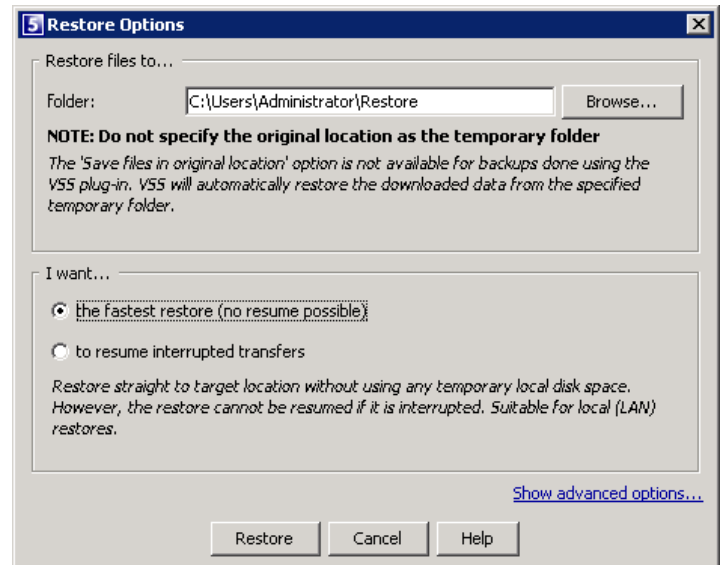 5 Restore Options
Restore files to...
Folder: C:\Users\Administrator\Restore Browse...
NOTE: Do not specify the original location as the temporary folder
The 'Save files in original location' option is not available for backups done using the
VSS plug-in. VSS will automatically restore the downloaded data from the specified
temporary folder.
I want...
the fastest restore (no resume possible)
to resume interrupted transfers
Restore straight to target location without using any temporary local disk space.
However, the restore cannot be resumed if it is interrupted. Suitable for local (LAN)
restores.
Show advanced options...
Restore Cancel Help